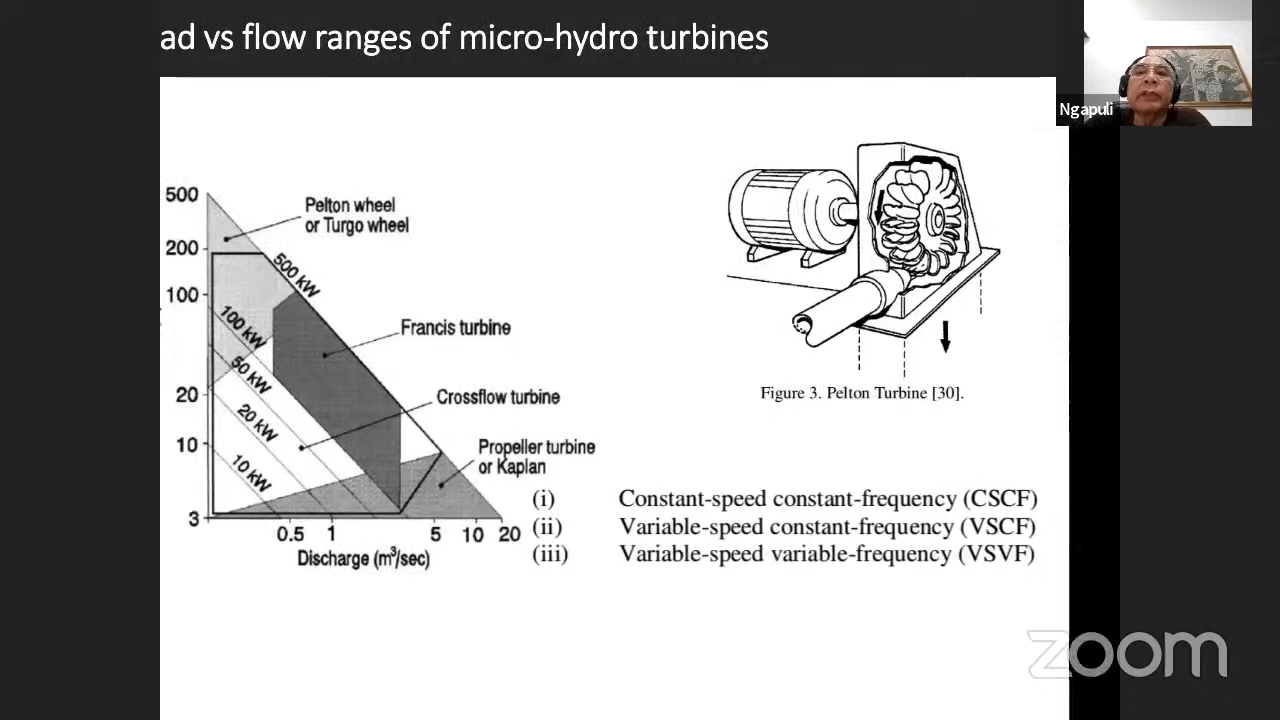 ad vs flow ranges of micro-hydro turbines
Ngapuli
500
200
100
20
10
3
Pelton wheel
or Turgo wheel
500 kW
100 kW
50 kW
20 kW
10 kW
Francis turbine
Crossflow turbine
Propeller turbine
or Kaplan
0.5 1 5 10 20
Discharge (m³/sec)
Figure 3. Pelton Turbine [30].
(i) Constant-speed constant-frequency (CSCF)
(ii) Variable-speed constant-frequency (VSCF)
(iii) Variable-speed variable-frequency (VSVF)
zoom